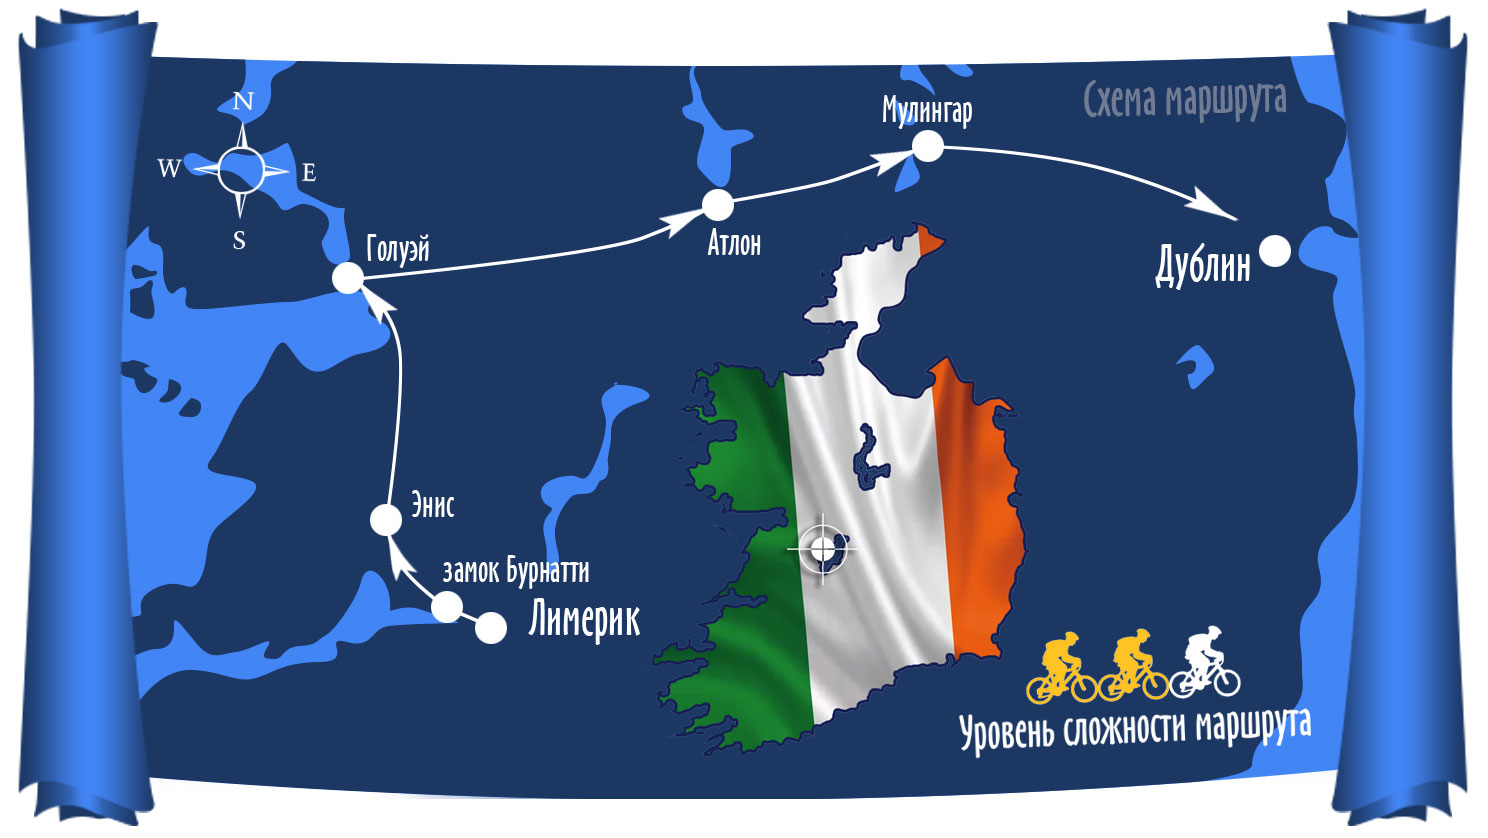 Схема маршрута
N
W
E
S
Мулингар
Голуэй
Атлон
Дублин
Энис
замок Бурнатти
Лимерик
Уровень сложности маршрута